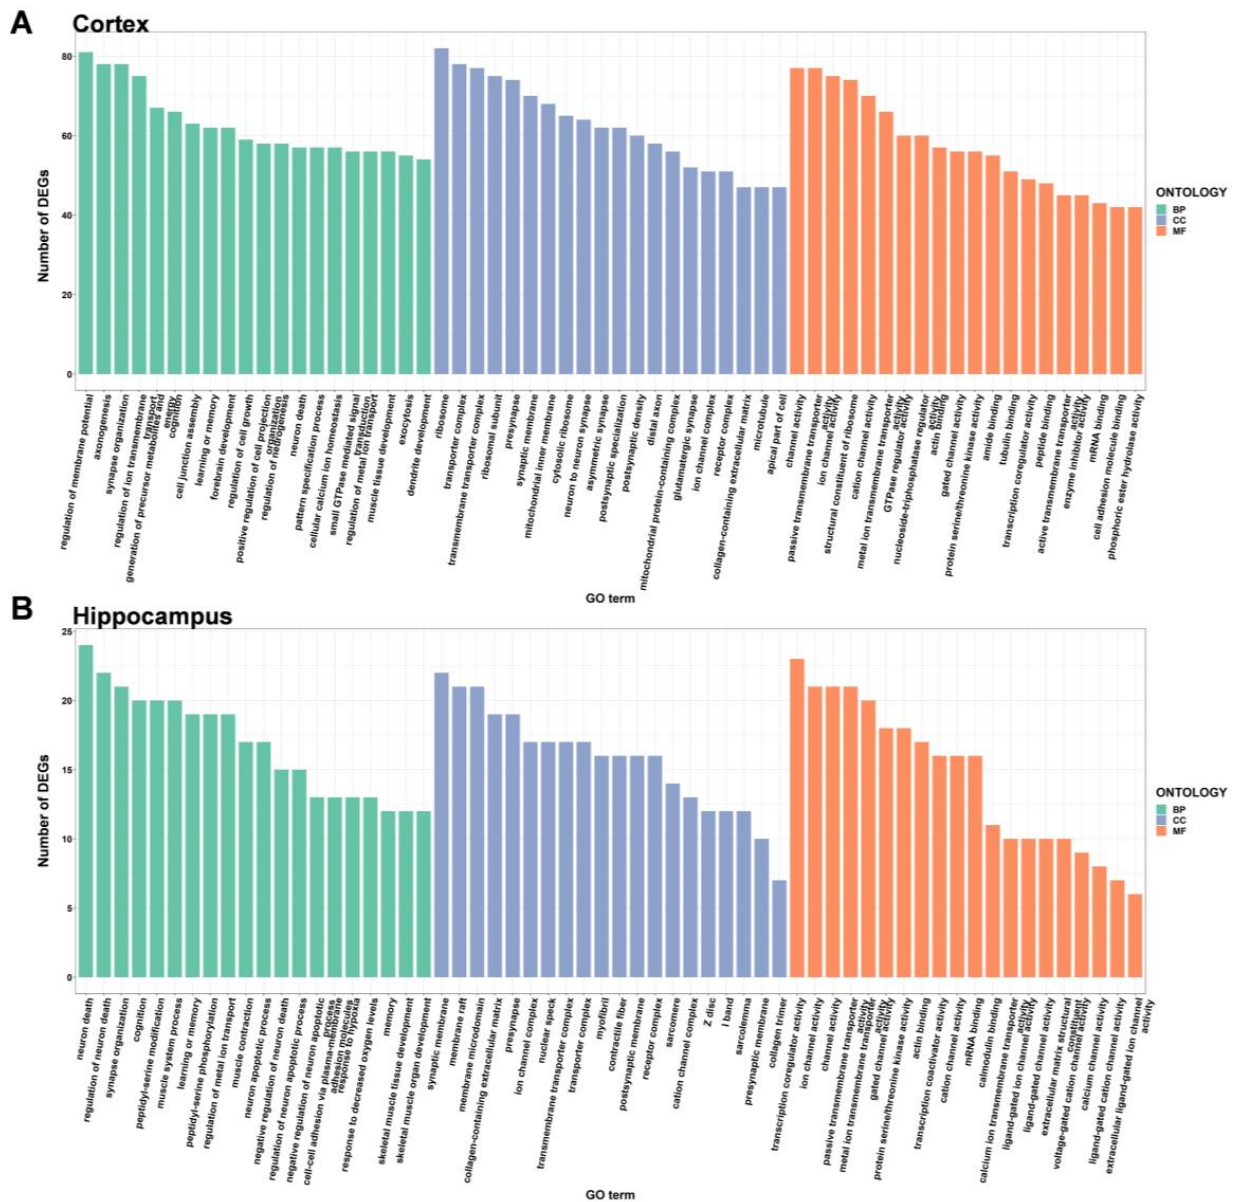 A
Cortex
Number of DEGs
80
60
40
20
0
regulation of membrane potential
axonogenesis
synapse organization
regulation of ion transmembrane
transport
generation of precursor metabolites and
energy
cognition
cell junction assembly
learning or memory
forebrain development
regulation of cell growth
positive regulation of cell projection
organization
regulation of neurogenesis
neuron death
pattern specification process
cellular calcium ion homeostasis
small GTPase mediated signal
transduction
regulation of metal ion transport
muscle tissue development
exocytosis
dendrite development
ribosome
transporter complex
transmembrane transporter complex
ribosomal subunit
presynapse
synaptic membrane
mitochondrial inner membrane
cytosolic ribosome
neuron to neuron synapse
asymmetric synapse
postsynaptic specialization
postsynaptic density
distal axon
mitochondrial protein-containing complex
glutamatergic synapse
ion channel complex
receptor complex
collagen-containing extracellular matrix
microtubule
apical part of cell
channel activity
passive transmembrane transporter
activity
ion channel activity
structural constituent of ribosome
cation channel activity
metal ion transmembrane transporter
activity
GTPase regulator activity
nucleoside-triphosphatase regulator
activity
actin binding
gated channel activity
protein serine/threonine kinase activity
amide binding
tubulin binding
transcription coregulator activity
peptide binding
active transmembrane transporter
activity
enzyme inhibitor activity
mRNA binding
cell adhesion molecule binding
phosphoric ester hydrolase activity
GO term
ONTOLOGY
BP
CC
MF
B
Hippocampus
Number of DEGs
25
20
15
10
5
0
neuron death
regulation of neuron death
synapse organization
cognition
peptidyl-serine modification
muscle system process
learning or memory
peptidyl-serine phosphorylation
regulation of metal ion transport
muscle contraction
neuron apoptotic process
negative regulation of neuron death
regulation of neuron apoptotic process
negative regulation of neuron apoptotic
process
cell-cell adhesion via plasma-membrane
adhesion molecules
response to hypoxia
response to decreased oxygen levels
memory
skeletal muscle tissue development
skeletal muscle organ development
synaptic membrane
membrane raft
membrane microdomain
collagen-containing extracellular matrix
presynapse
ion channel complex
nuclear speck
transmembrane transporter complex
transporter complex
myofibril
contractile fiber
postsynaptic membrane
receptor complex
sarcomere
cation channel complex
Z disc
I band
sarcolemma
presynaptic membrane
collagen trimer
transcription coregulator activity
ion channel activity
channel activity
passive transmembrane transporter
activity
metal ion transmembrane transporter
activity
gated channel activity
protein serine/threonine kinase activity
actin binding
transcription coactivator activity
cation channel activity
mRNA binding
calmodulin binding
calcium ion transmembrane transporter
activity
ligand-gated ion channel activity
ligand-gated channel activity
extracellular matrix structural
constituent
voltage-gated cation channel activity
calcium channel activity
ligand-gated cation channel activity
extracellular ligand-gated ion channel
activity
GO term
ONTOLOGY
BP
CC
MF